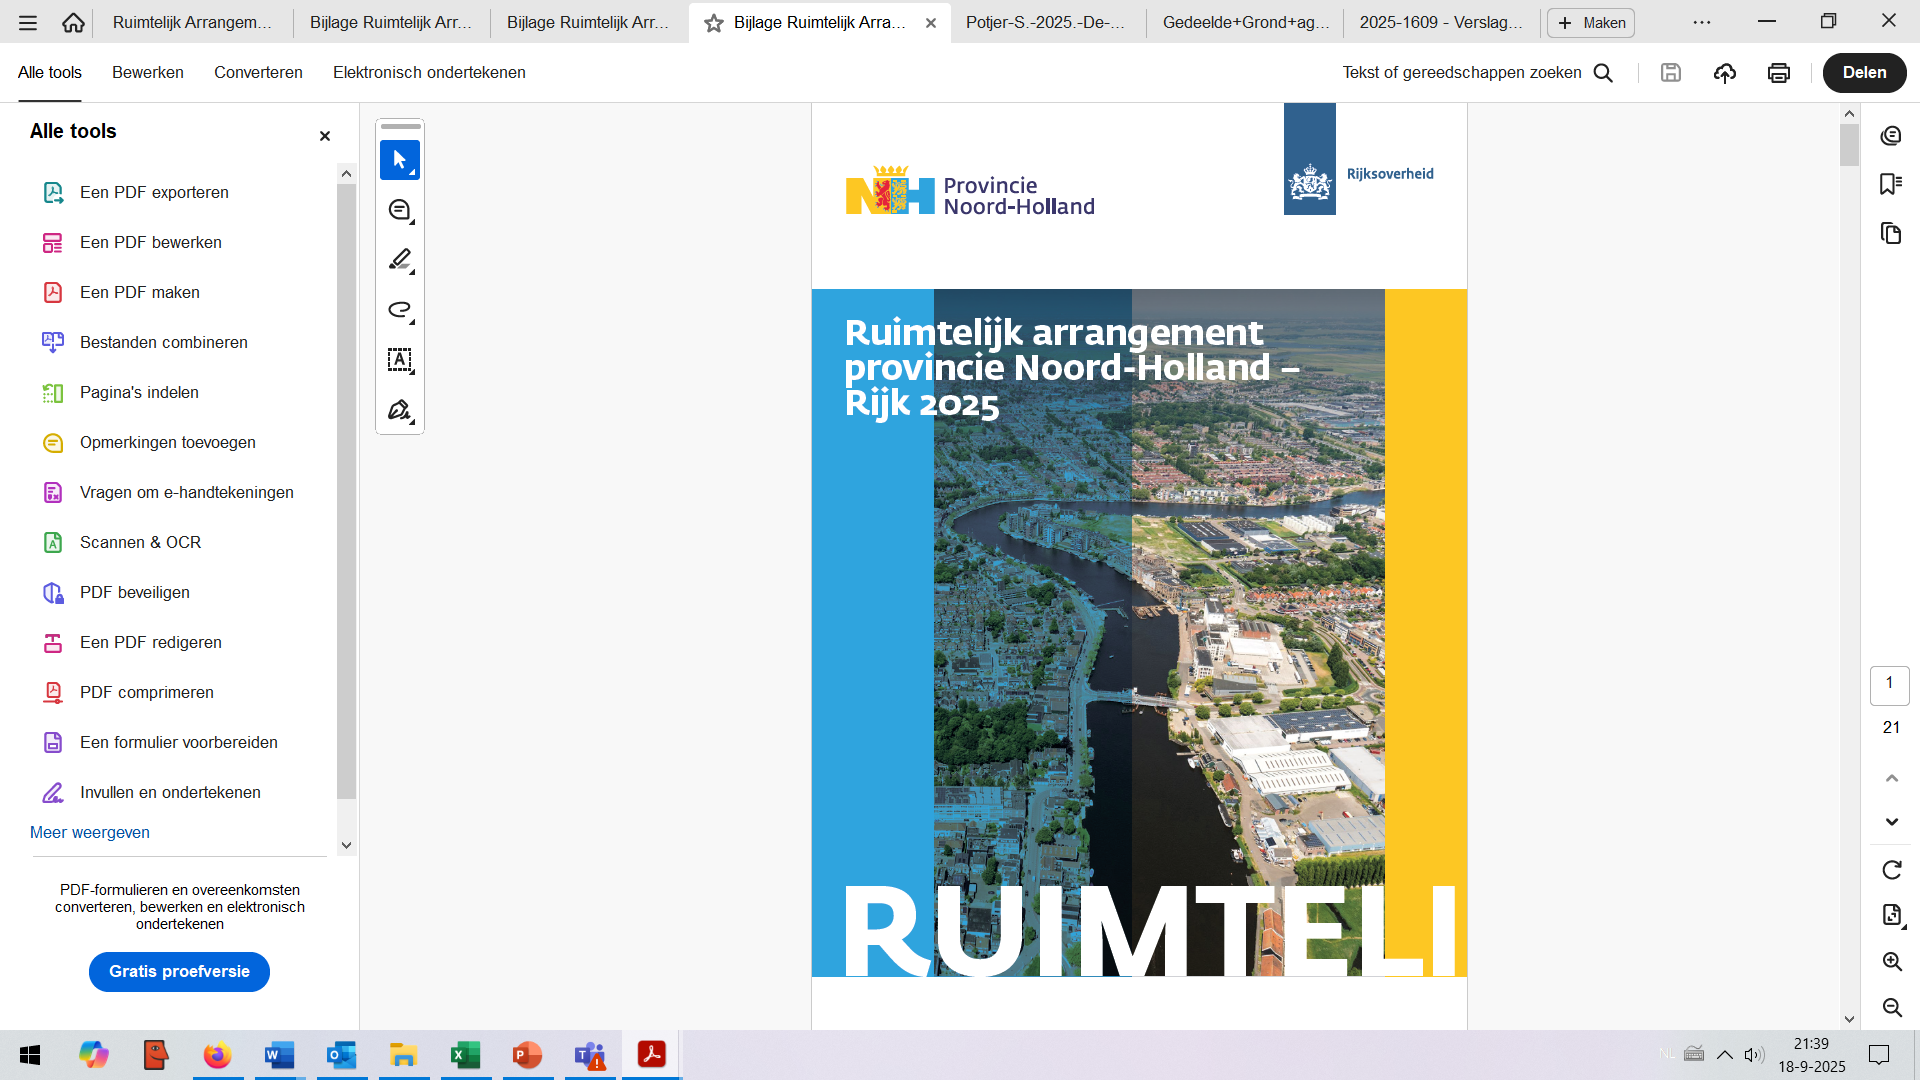 Ruimtelijk Arrangem...
Bijlage Ruimtelijk Arr...
Bijlage Ruimtelijk Ar...
Bijlage Ruimtelijk Arra...
Potjer-S.-2025.-De-...
Gedeelde+Grond+ag...
2025-1609 - Verslag...
Maken
Alle tools
Bewerken
Converteren
Elektronisch ondertekenen
Tekst of gereedschappen zoeken
Delen
Alle tools
Een PDF exporteren
Een PDF bewerken
Een PDF maken
Bestanden combineren
Pagina's indelen
Opmerkingen toevoegen
Vragen om e-handtekeningen
Scannen & OCR
PDF beveiligen
Een PDF redigeren
PDF comprimeren
Een formulier voorbereiden
Invullen en ondertekenen
Meer weergeven
PDF-formulieren en overeenkomsten
converteren, bewerken en elektronisch
ondertekenen
Gratis proefversie
Provincie
Noord-Holland
Rijksoverheid
Ruimtelijk arrangement
provincie Noord-Holland –
Rijk 2025
RUIMTELI
1
21
NL
21:39
18-9-2025